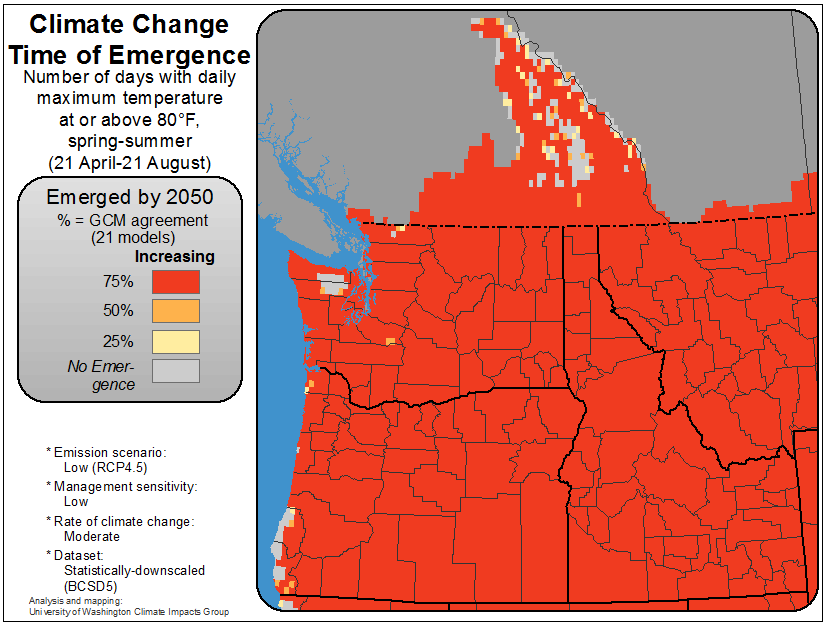 Climate Change
Time of Emergence
Number of days with daily
maximum temperature
at or above 80°F,
spring-summer
(21 April-21 August)
Emerged by 2050
% = GCM agreement
(21 models)
Increasing
75%
50%
25%
No Emer-
gence
* Emission scenario:
Low (RCP4.5)
* Management sensitivity:
Low
* Rate of climate change:
Moderate
* Dataset:
Statistically-downscaled
(BCSD5)
Analysis and mapping:
University of Washington Climate Impacts Group